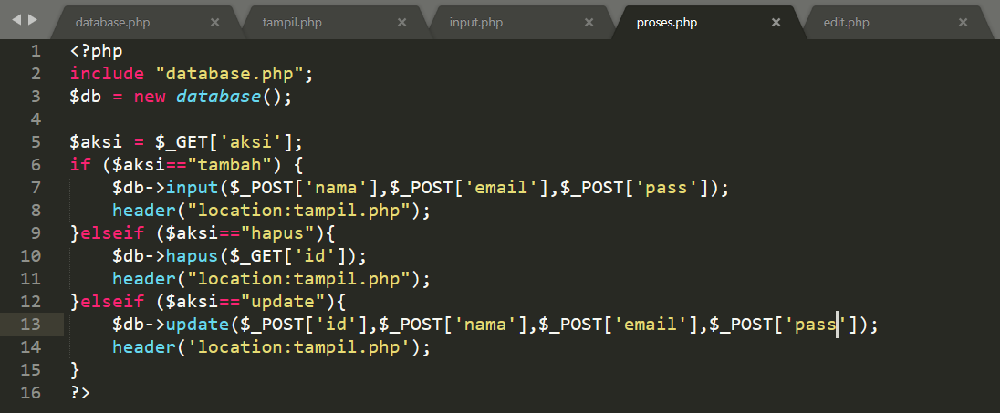 database.php × tampil.php × input.php × proses.php × edit.php ×
1 <?php
2 include "database.php";
3 $db = new database();
4
5 $aksi = $_GET['aksi'];
6 if ($aksi=="tambah") {
7     $db->input($_POST['nama'],$_POST['email'],$_POST['pass']);
8     header("location:tampil.php");
9 }elseif ($aksi=="hapus"){
10     $db->hapus($_GET['id']);
11     header("location:tampil.php");
12 }elseif ($aksi=="update"){
13     $db->update($_POST['id'],$_POST['nama'],$_POST['email'],$_POST['pass']);
14     header('location:tampil.php');
15 }
16 ?>